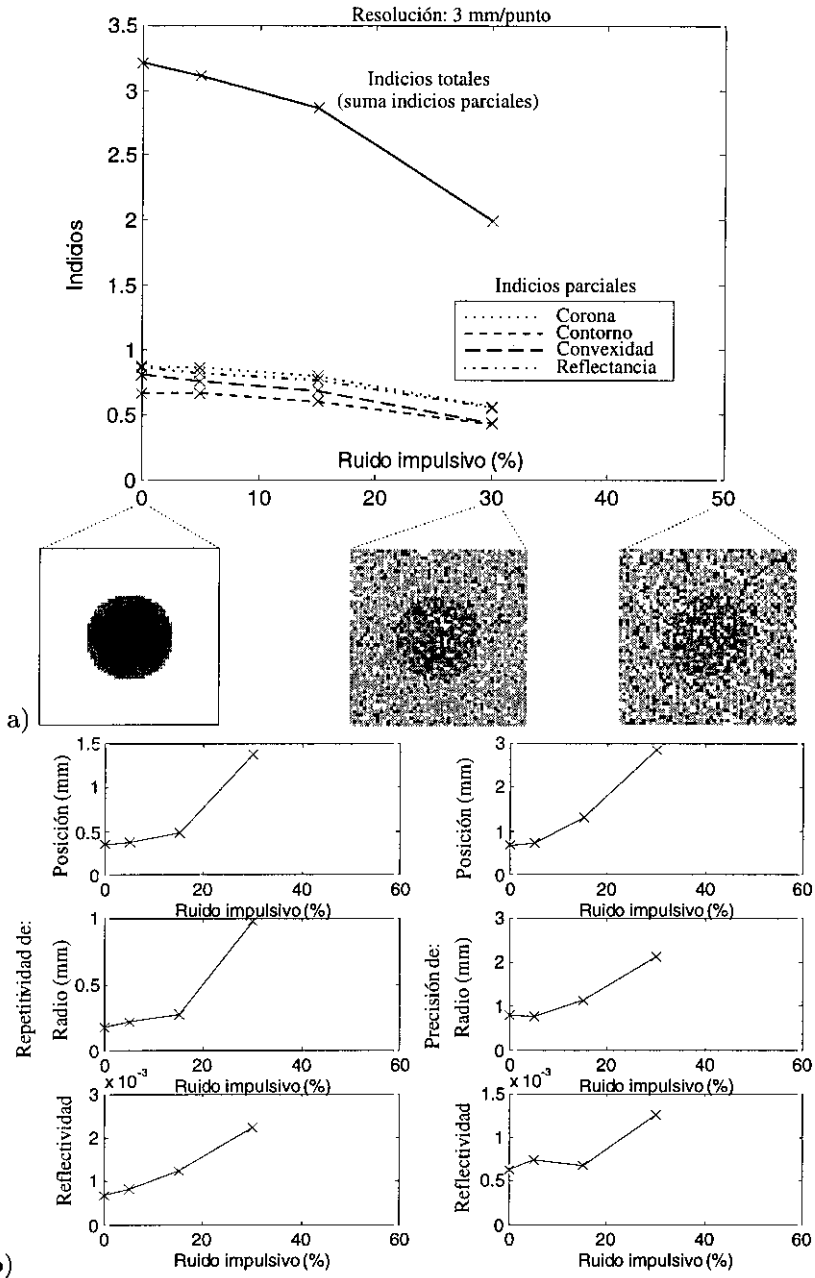 Resolución: 3 mm/punto
3.5
3
2.5
2
1.5
1
0.5
0
Indicios
Indicios totales
(suma indicios parciales)
Indicios parciales
Corona
Contorno
Convexidad
Reflectancia
Ruido impulsivo (%)
0 10 20 30 40 50
a)
1.5
1
0.5
0
Posición (mm)
0 20 40 60
Ruido impulsivo (%)
3
2
1
0
Posición (mm)
0 20 40 60
Ruido impulsivo (%)
Repetitividad de:
1
0.5
0
Radio (mm)
0 20 40 60
Ruido impulsivo (%)
Precisión de:
3
2
1
0
Radio (mm)
0 20 40 60
Ruido impulsivo (%)
x 10-3
3
2
1
0
Reflectividad
0 20 40 60
Ruido impulsivo (%)
x 10-3
1.5
1
0.5
0
Reflectividad
0 20 40 60
Ruido impulsivo (%)